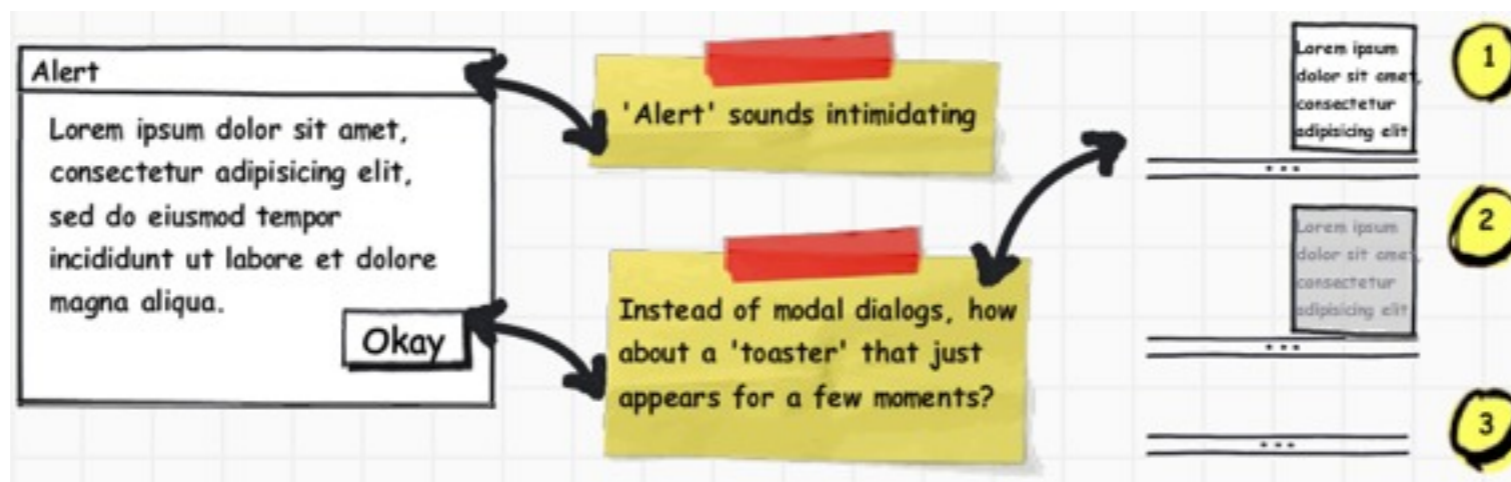 Alert
Lorem ipsum dolor sit amet,
consectetur adipisicing elit,
sed do eiusmod tempor
incididunt ut labore et dolore
magna aliqua.
Okay
'Alert' sounds intimidating
Instead of modal dialogs, how
about a 'toaster' that just
appears for a few moments?
Lorem ipsum
dolor sit amet,
consectetur
adipisicing elit
...
1
Lorem ipsum
dolor sit amet,
consectetur
adipisicing elit
...
2
...
3